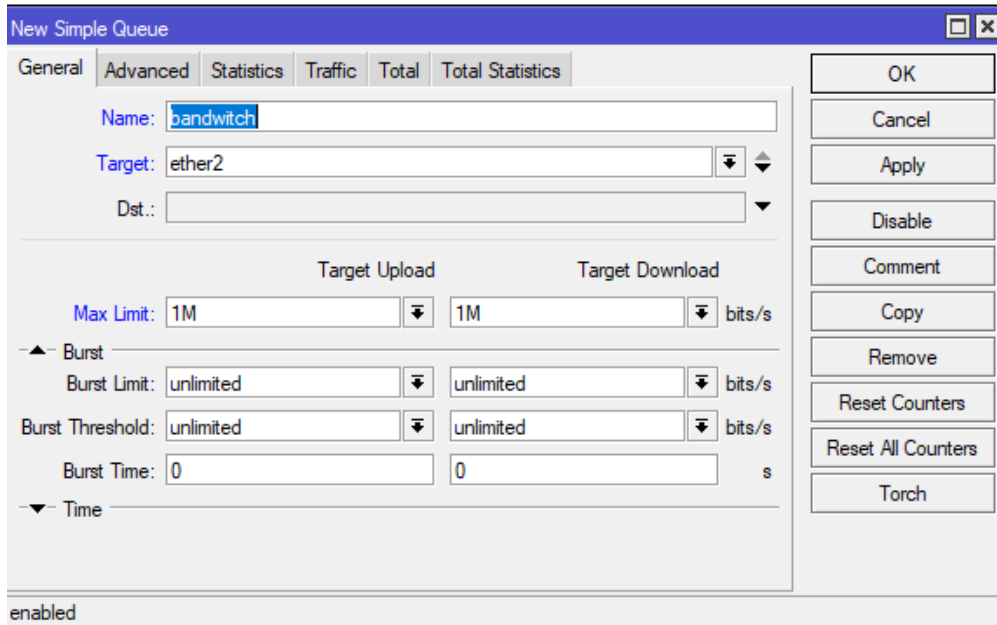 New Simple Queue
General Advanced Statistics Traffic Total Total Statistics
Name: bandwitch
Target: ether2
Dst.:
Target Upload Target Download
Max Limit: 1M 1M bits/s
Burst
Burst Limit: unlimited unlimited bits/s
Burst Threshold: unlimited unlimited bits/s
Burst Time: 0 0 s
Time
OK
Cancel
Apply
Disable
Comment
Copy
Remove
Reset Counters
Reset All Counters
Torch
enabled